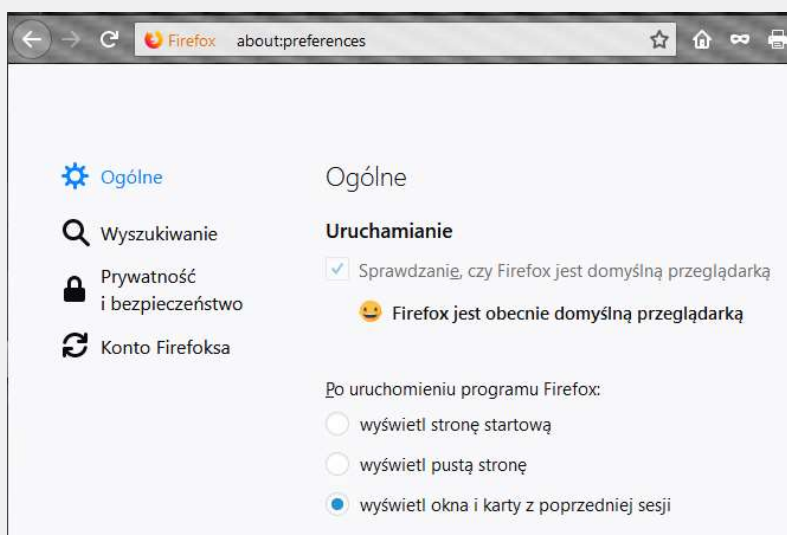 Firefox about:preferences
Ogólne
Wyszukiwanie
Prywatność
i bezpieczeństwo
Konto Firefoksa
Ogólne
Uruchamianie
Sprawdzanie, czy Firefox jest domyślną przeglądarką
Firefox jest obecnie domyślną przeglądarką
Po uruchomieniu programu Firefox:
wyświetl stronę startową
wyświetl pustą stronę
wyświetl okna i karty z poprzedniej sesji